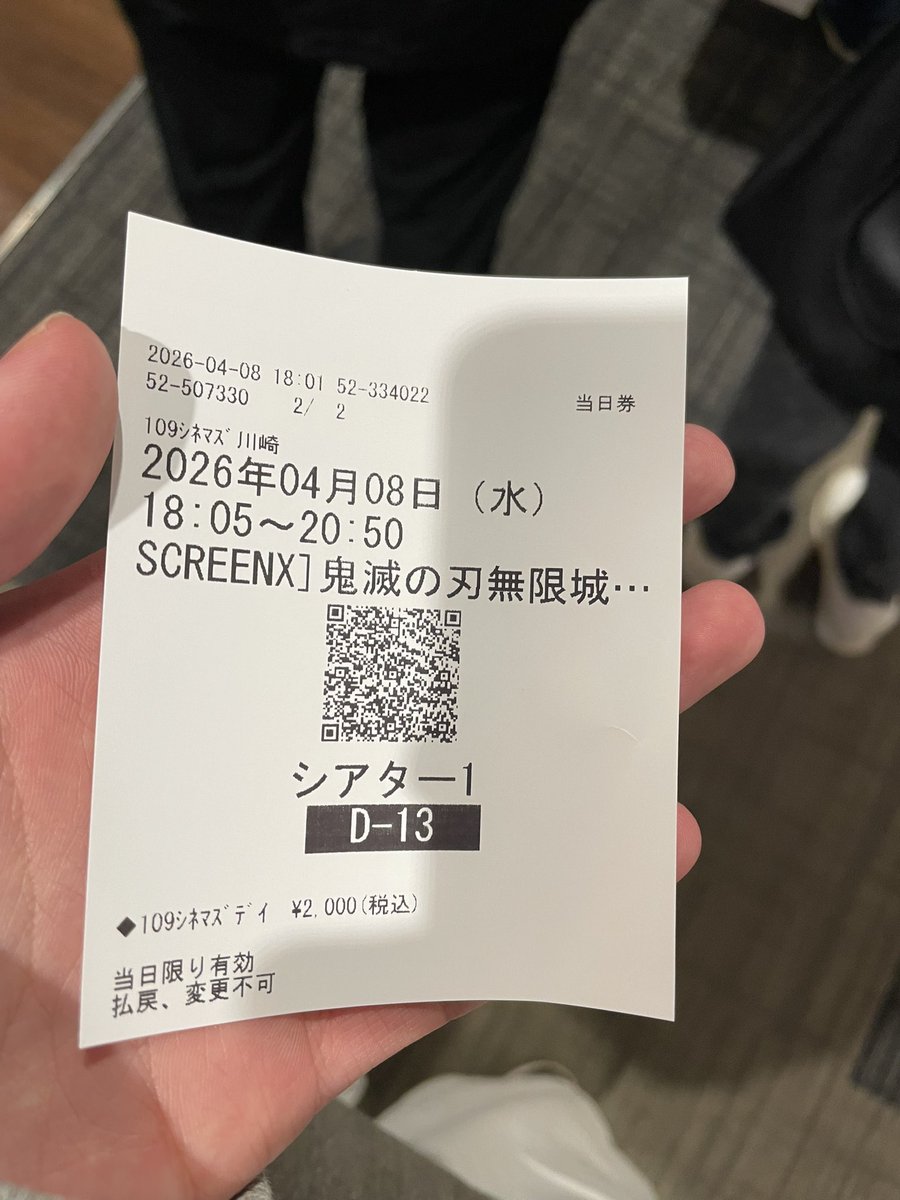 2026-04-08 18:01 52-334022
52-507330 2/ 2
当日券
109ｼﾈﾏｽﾞ川崎
2026年04月08日（水）
18:05～20:50
SCREENX]鬼滅の刃無限城…
シアター1
D-13
◆109ｼﾈﾏｽﾞﾃﾞｲ ¥2,000(税込)
当日限り有効
払戻、変更不可